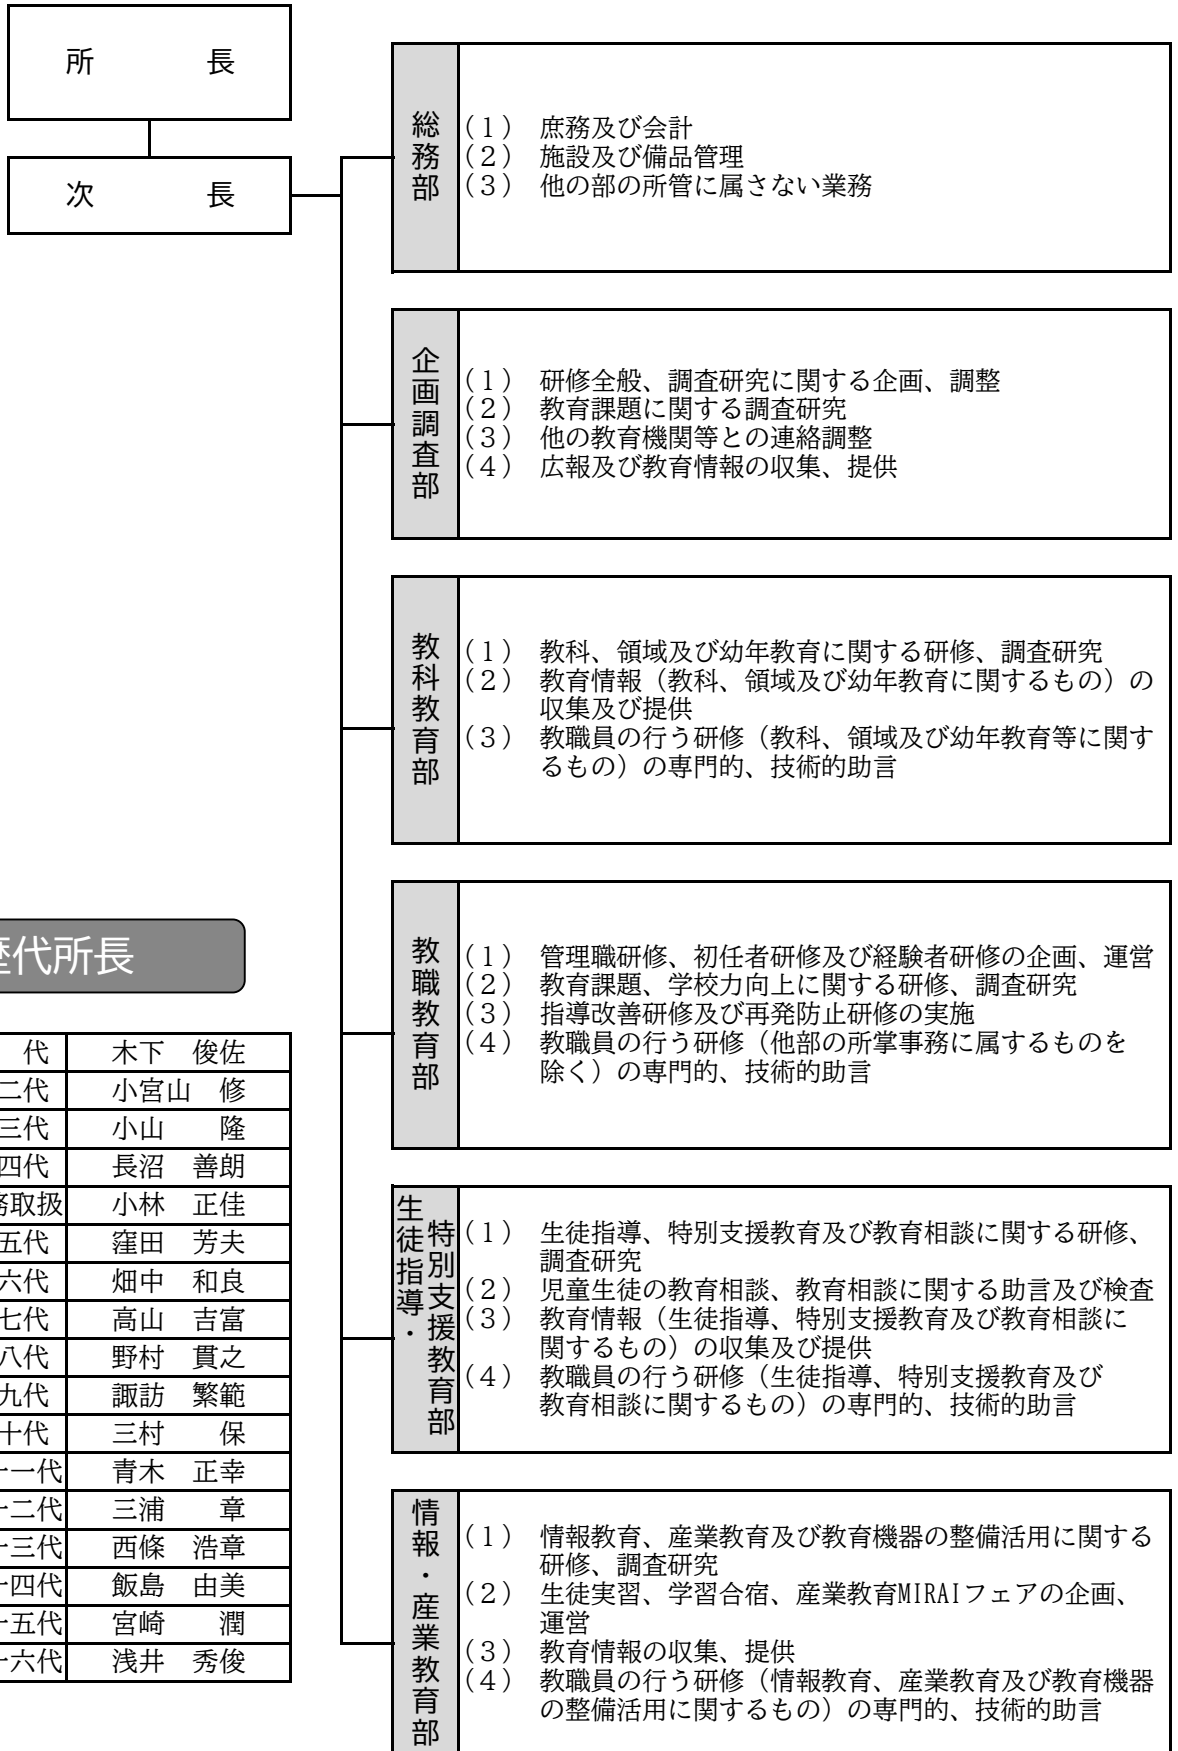 所　　長
次　　長
総務部
(1)　庶務及び会計
(2)　施設及び備品管理
(3)　他の部の所管に属さない業務
企画調査部
(1)　研修全般、調査研究に関する企画、調整
(2)　教育課題に関する調査研究
(3)　他の教育機関等との連絡調整
(4)　広報及び教育情報の収集、提供
教科教育部
(1)　教科、領域及び幼年教育に関する研修、調査研究
(2)　教育情報（教科、領域及び幼年教育に関するもの）の
収集及び提供
(3)　教職員の行う研修（教科、領域及び幼年教育等に関す
るもの）の専門的、技術的助言
教職教育部
(1)　管理職研修、初任者研修及び経験者研修の企画、運営
(2)　教育課題、学校力向上に関する研修、調査研究
(3)　指導改善研修及び再発防止研修の実施
(4)　教職員の行う研修（他部の所掌事務に属するものを
除く）の専門的、技術的助言
生徒指導・
特別支援教育部
(1)　生徒指導、特別支援教育及び教育相談に関する研修、
調査研究
(2)　児童生徒の教育相談、教育相談に関する助言及び検査
(3)　教育情報（生徒指導、特別支援教育及び教育相談に
関するもの）の収集及び提供
(4)　教職員の行う研修（生徒指導、特別支援教育及び
教育相談に関するもの）の専門的、技術的助言
情報・産業教育部
(1)　情報教育、産業教育及び教育機器の整備活用に関する
研修、調査研究
(2)　生徒実習、学習合宿、産業教育MIRAIフェアの企画、
運営
(3)　教育情報の収集、提供
(4)　教職員の行う研修（情報教育、産業教育及び教育機器
の整備活用に関するもの）の専門的、技術的助言
歴代所長
代　木下　俊佐
二代　小宮山　修
三代　小山　隆
四代　長沼　善朗
務取扱　小林　正佳
五代　窪田　芳夫
六代　畑中　和良
七代　高山　吉富
八代　野村　貫之
九代　諏訪　繁範
十代　三村　保
十一代　青木　正幸
十二代　三浦　章
十三代　西條　浩章
十四代　飯島　由美
十五代　宮崎　潤
十六代　浅井　秀俊